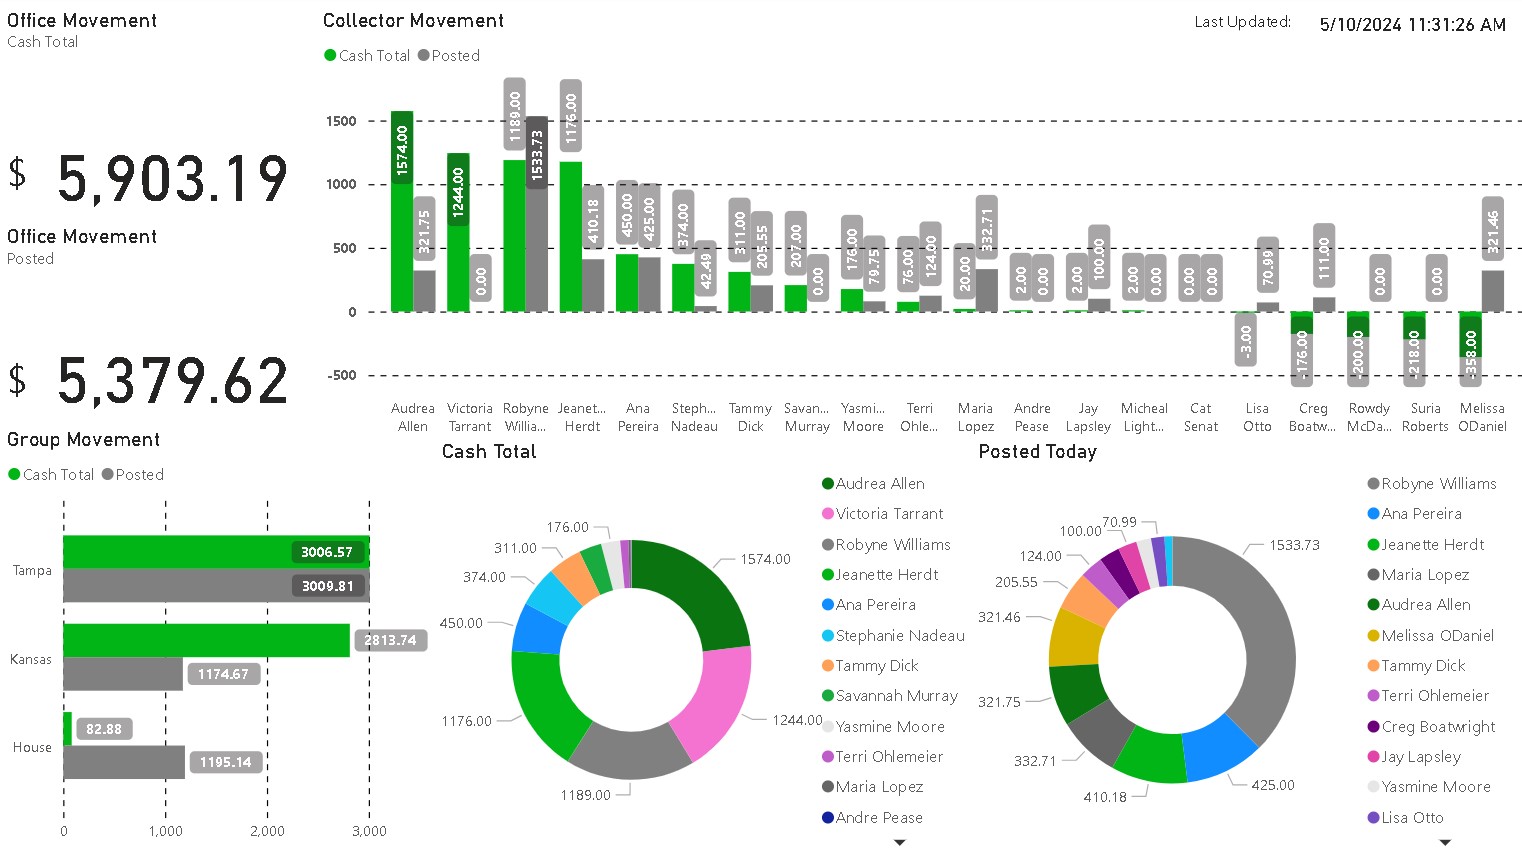 Office Movement
Cash Total
$ 5,903.19
Office Movement
Posted
$ 5,379.62
Collector Movement
Last Updated: 5/10/2024 11:31:26 AM
Cash Total Posted
1500
1000
500
0
-500
1574.00 321.75
1244.00 0.00
1189.00 1533.73
1176.00 410.18
450.00 425.00
374.00 42.49
311.00 205.55
207.00 0.00
176.00 79.75
76.00 124.00
20.00 332.71
2.00 0.00
2.00 100.00
2.00 0.00
0.00 0.00
-3.00 70.99
-176.00 111.00
-200.00 0.00
-218.00 0.00
-358.00 321.46
Audrea Allen
Victoria Tarrant
Robyne Willia...
Jeanet... Herdt
Ana Pereira
Steph... Nadeau
Tammy Dick
Savan... Murray
Yasmi... Moore
Terri Ohle...
Maria Lopez
Andre Pease
Jay Lapsley
Micheal Light...
Cat Senat
Lisa Otto
Creg Boatw...
Rowdy McDa...
Suria Roberts
Melissa ODaniel
Group Movement
Cash Total Posted
Tampa
3006.57
3009.81
Kansas
2813.74
1174.67
House
82.88
1195.14
0 1,000 2,000 3,000
Cash Total
176.00
311.00
374.00
450.00
1176.00
1189.00
1244.00
1574.00
Audrea Allen
Victoria Tarrant
Robyne Williams
Jeanette Herdt
Ana Pereira
Stephanie Nadeau
Tammy Dick
Savannah Murray
Yasmine Moore
Terri Ohlemeier
Maria Lopez
Andre Pease
Posted Today
70.99
100.00
124.00
205.55
321.46
321.75
332.71
410.18
425.00
1533.73
Robyne Williams
Ana Pereira
Jeanette Herdt
Maria Lopez
Audrea Allen
Melissa ODaniel
Tammy Dick
Terri Ohlemeier
Creg Boatwright
Jay Lapsley
Yasmine Moore
Lisa Otto